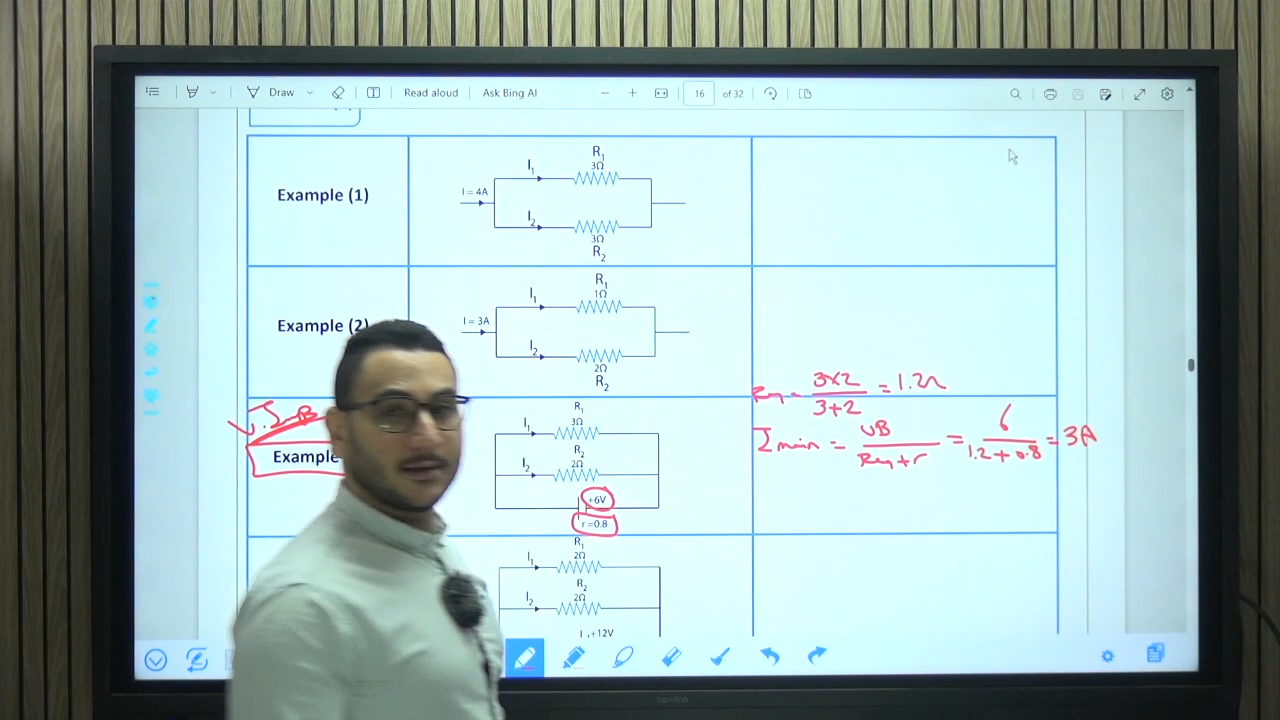 Draw
Read aloud
Ask Bing AI
16
of 32
Example (1)
R1
3Ω
I1
I = 4A
I2
3Ω
R2
Example (2)
R1
1Ω
I1
I = 3A
I2
2Ω
R2
Req = 3×2 / 3+2 = 1.2Ω
I main = VB / Req + r = 6 / 1.2 + 0.8 = 3A
Example
R1
3Ω
I1
R2
2Ω
I2
+6V
r =0.8
R1
2Ω
I1
R2
2Ω
I2
+12V
newline